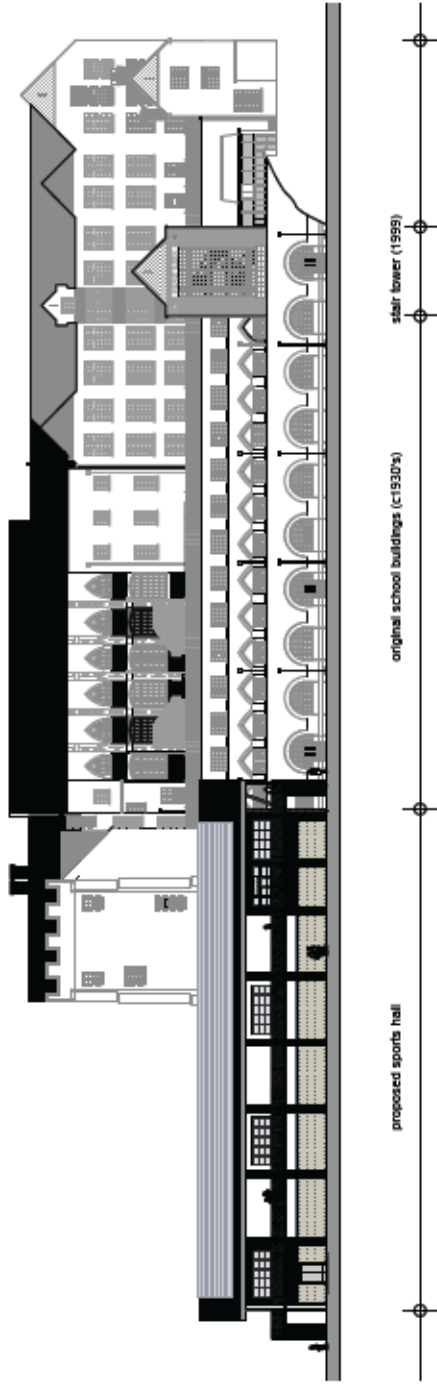 proposed sports hall
original school buildings (c1930's)
stair tower (1999)